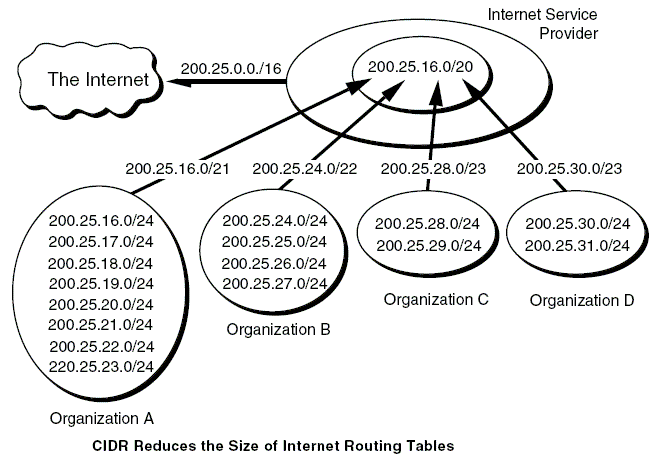 Internet Service
Provider
The Internet
200.25.0.0./16
200.25.16.0/20
200.25.16.0/21
200.25.24.0/22
200.25.28.0/23
200.25.30.0/23
200.25.16.0/24
200.25.17.0/24
200.25.18.0/24
200.25.19.0/24
200.25.20.0/24
200.25.21.0/24
200.25.22.0/24
220.25.23.0/24
Organization A
200.25.24.0/24
200.25.25.0/24
200.25.26.0/24
200.25.27.0/24
Organization B
200.25.28.0/24
200.25.29.0/24
Organization C
200.25.30.0/24
200.25.31.0/24
Organization D
CIDR Reduces the Size of Internet Routing Tables